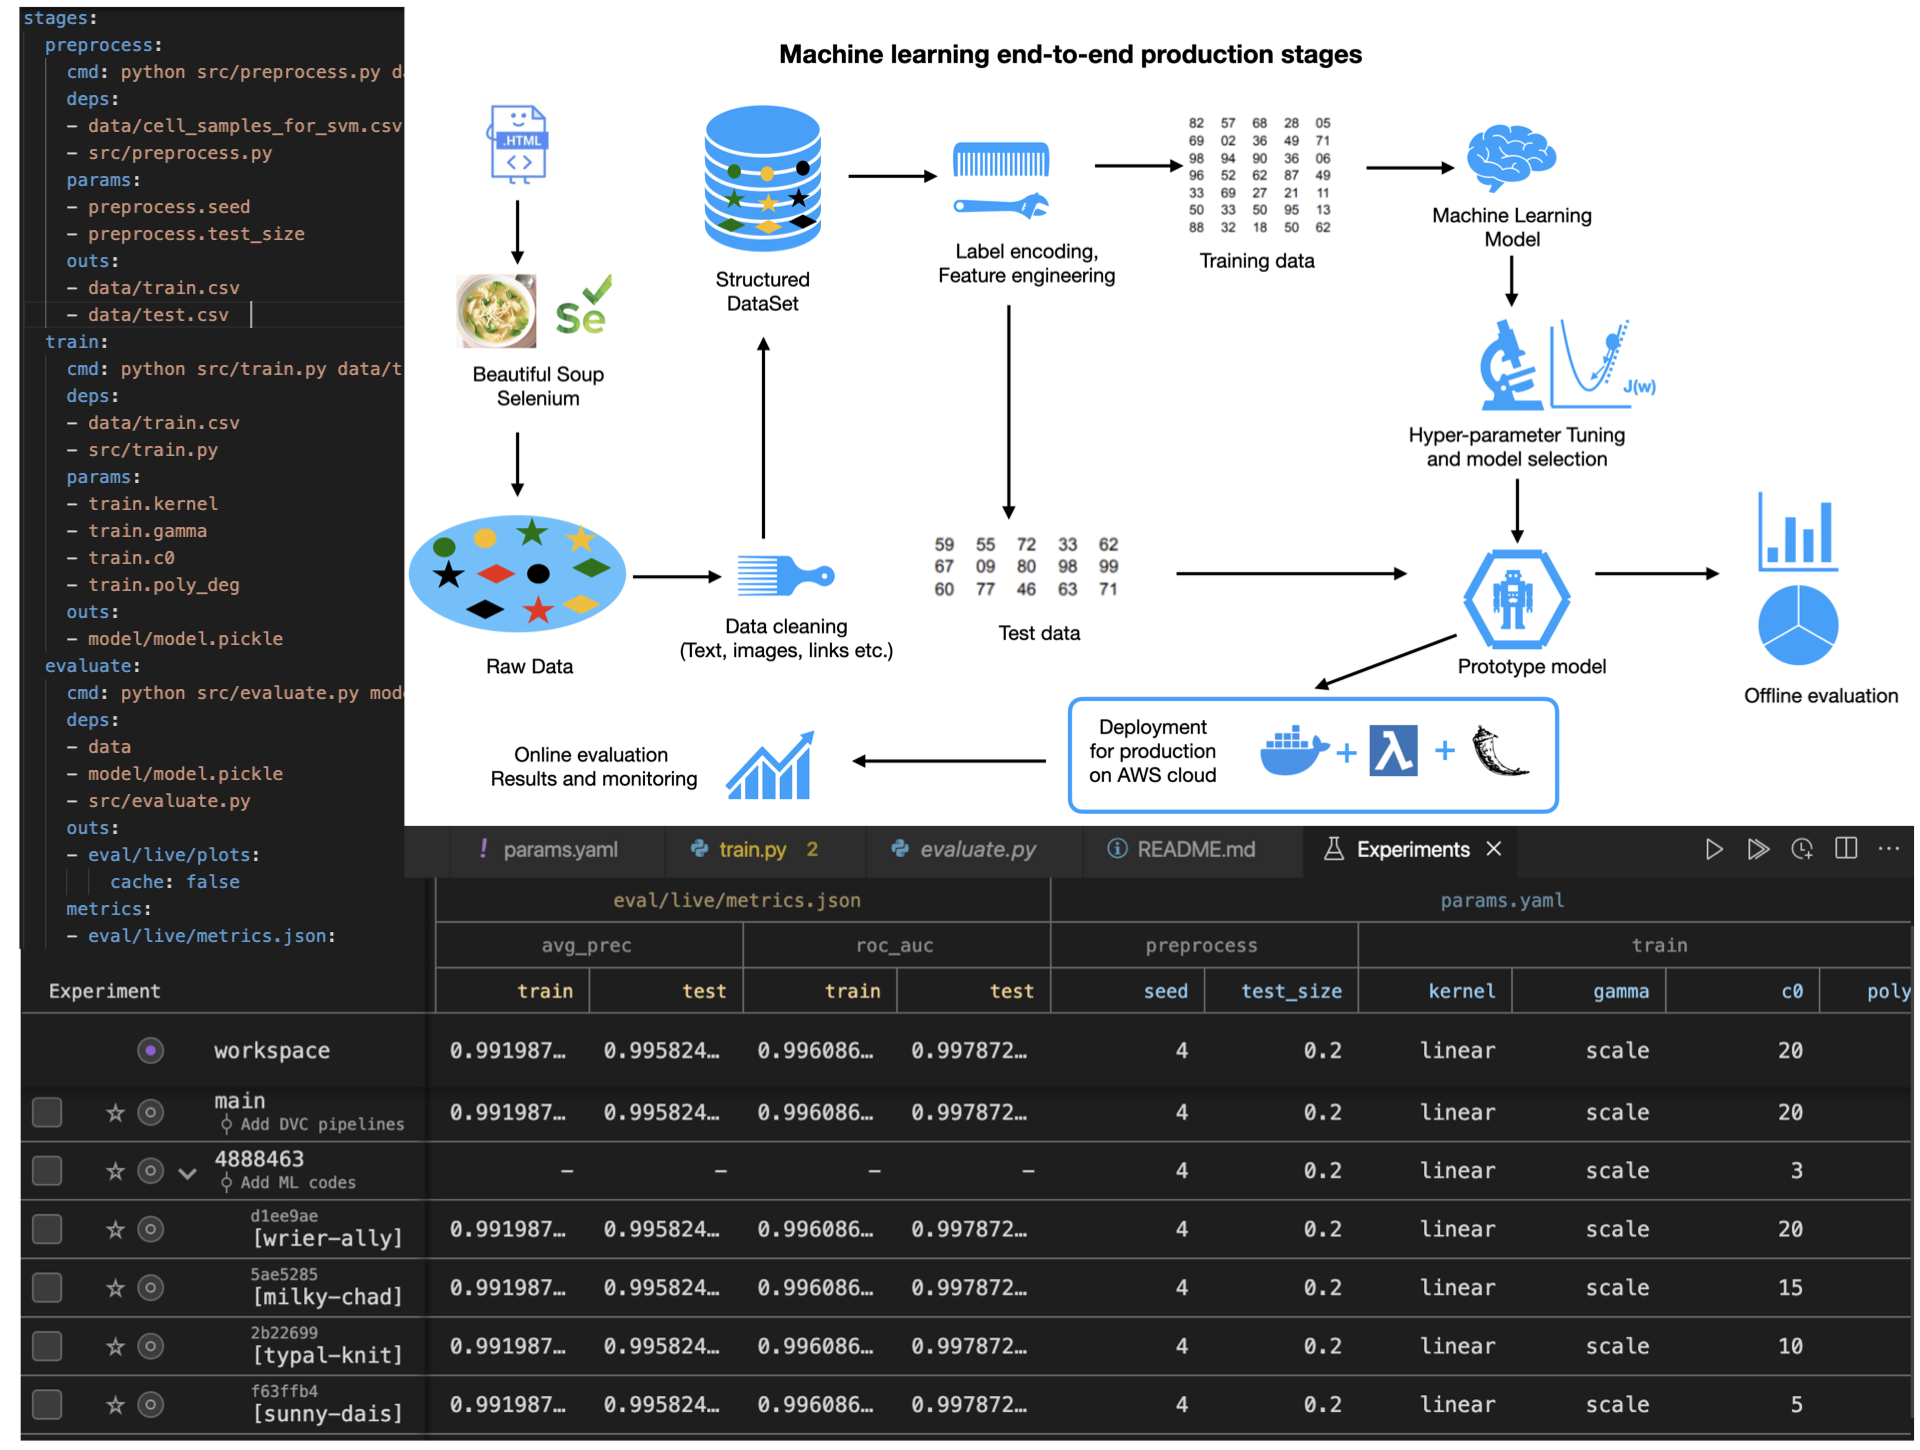 stages:
preprocess:
cmd: python src/preprocess.py da
deps:
- data/cell_samples_for_svm.csv
- src/preprocess.py
params:
- preprocess.seed
- preprocess.test_size
outs:
- data/train.csv
- data/test.csv
train:
cmd: python src/train.py data/t
deps:
- data/train.csv
- src/train.py
params:
- train.kernel
- train.gamma
- train.c0
- train.poly_deg
outs:
- model/model.pickle
evaluate:
cmd: python src/evaluate.py mode
deps:
- data
- model/model.pickle
- src/evaluate.py
outs:
- eval/live/plots:
cache: false
metrics:
- eval/live/metrics.json:
Machine learning end-to-end production stages
.HTML
<>
Se
Beautiful Soup
Selenium
Raw Data
Data cleaning
(Text, images, links etc.)
Structured
DataSet
Label encoding,
Feature engineering
82 57 68 28 05
69 02 36 49 71
98 94 90 36 06
96 52 62 87 49
33 69 27 21 11
50 33 50 95 13
88 32 18 50 62
Training data
Machine Learning
Model
J(w)
Hyper-parameter Tuning
and model selection
59 55 72 33 62
67 09 80 98 99
60 77 46 63 71
Test data
Prototype model
Offline evaluation
Deployment
for production
on AWS cloud
+ λ +
Online evaluation
Results and monitoring
! params.yaml train.py 2 evaluate.py README.md Experiments
eval/live/metrics.json params.yaml
avg_prec roc_auc preprocess train
Experiment train test train test seed test_size kernel gamma c0 poly
workspace 0.991987… 0.995824… 0.996086… 0.997872… 4 0.2 linear scale 20
main 0.991987… 0.995824… 0.996086… 0.997872… 4 0.2 linear scale 20
Add DVC pipelines
4888463 – – – – 4 0.2 linear scale 3
Add ML codes
d1ee9ae
[wrier-ally] 0.991987… 0.995824… 0.996086… 0.997872… 4 0.2 linear scale 20
5ae5285
[milky-chad] 0.991987… 0.995824… 0.996086… 0.997872… 4 0.2 linear scale 15
2b22699
[typal-knit] 0.991987… 0.995824… 0.996086… 0.997872… 4 0.2 linear scale 10
f63ffb4
[sunny-dais] 0.991987… 0.995824… 0.996086… 0.997872… 4 0.2 linear scale 5